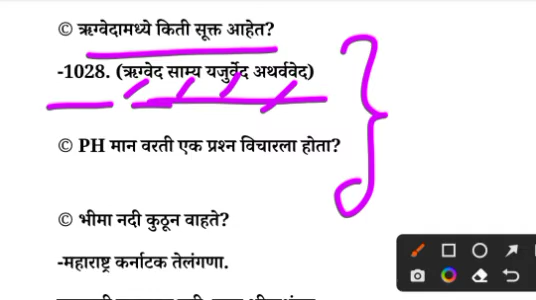 © ऋग्वेदामध्ये किती सूक्त आहेत?
-1028. (ऋग्वेद साम्य यजुर्वेद अथर्ववेद)
© PH मान वरती एक प्रश्न विचारला होता?
© भीमा नदी कुठून वाहते?
-महाराष्ट्र कर्नाटक तेलंगणा.